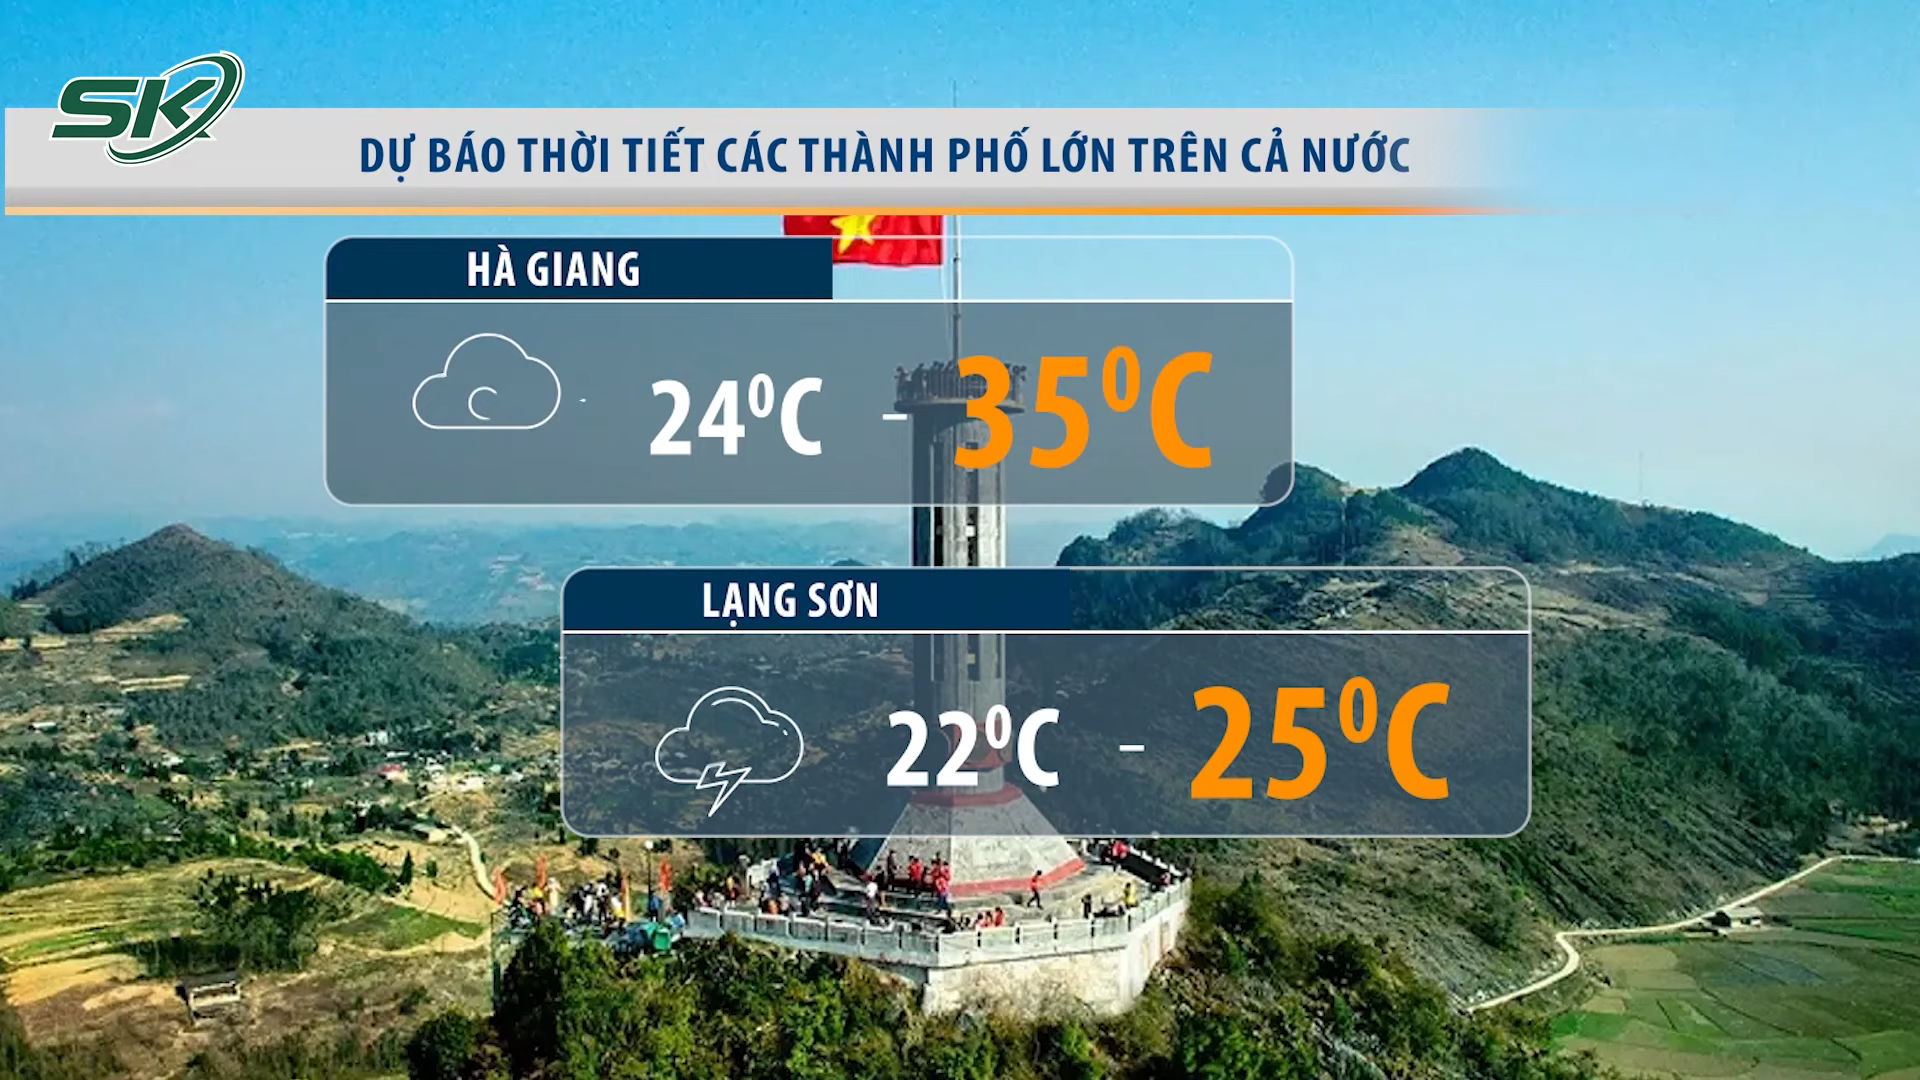 SK
DỰ BÁO THỜI TIẾT CÁC THÀNH PHỐ LỚN TRÊN CẢ NƯỚC
HÀ GIANG
24⁰C - 35⁰C
LẠNG SƠN
22⁰C - 25⁰C